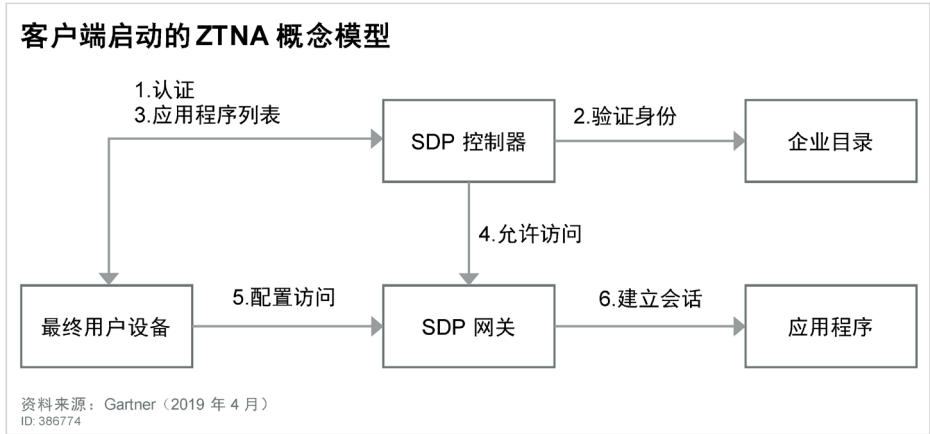 客户端启动的 ZTNA 概念模型
1.认证
3.应用程序列表
SDP 控制器
2.验证身份
企业目录
4.允许访问
最终用户设备
5.配置访问
SDP 网关
6.建立会话
应用程序
资料来源：Gartner（2019 年 4 月）
ID: 386774